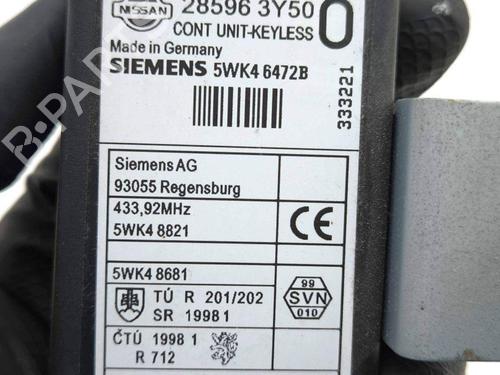 NISSAN 28596 3Y50 0
CONT UNIT-KEYLESS
Made in Germany
SIEMENS 5WK4 6472B
333221
Siemens AG
93055 Regensburg
433,92MHz
5WK4 8821
CE
5WK4 8681
TÚ R 201/202
SR 1998 1
99
SVN
010
ČTÚ 1998 1
R 712